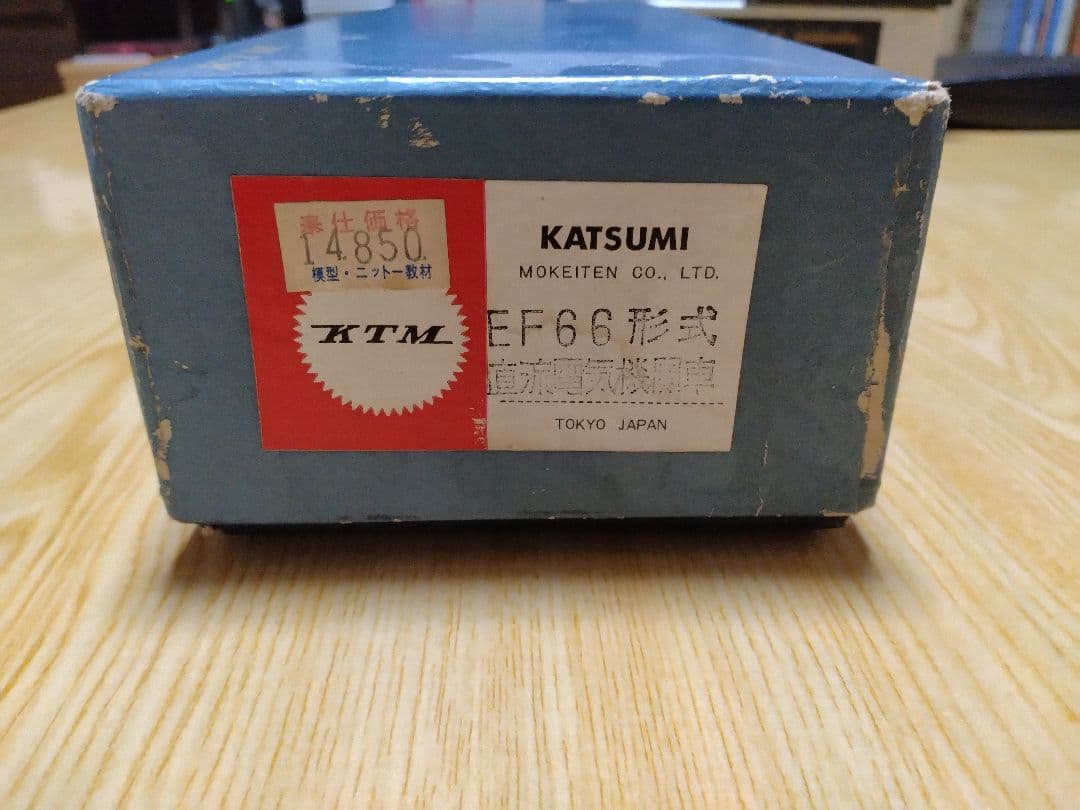 奉仕価格
14.850.
模型・ニットー教材
KTM
KATSUMI
MOKEITEN CO., LTD.
EF66形式
直流電気機関車
TOKYO JAPAN